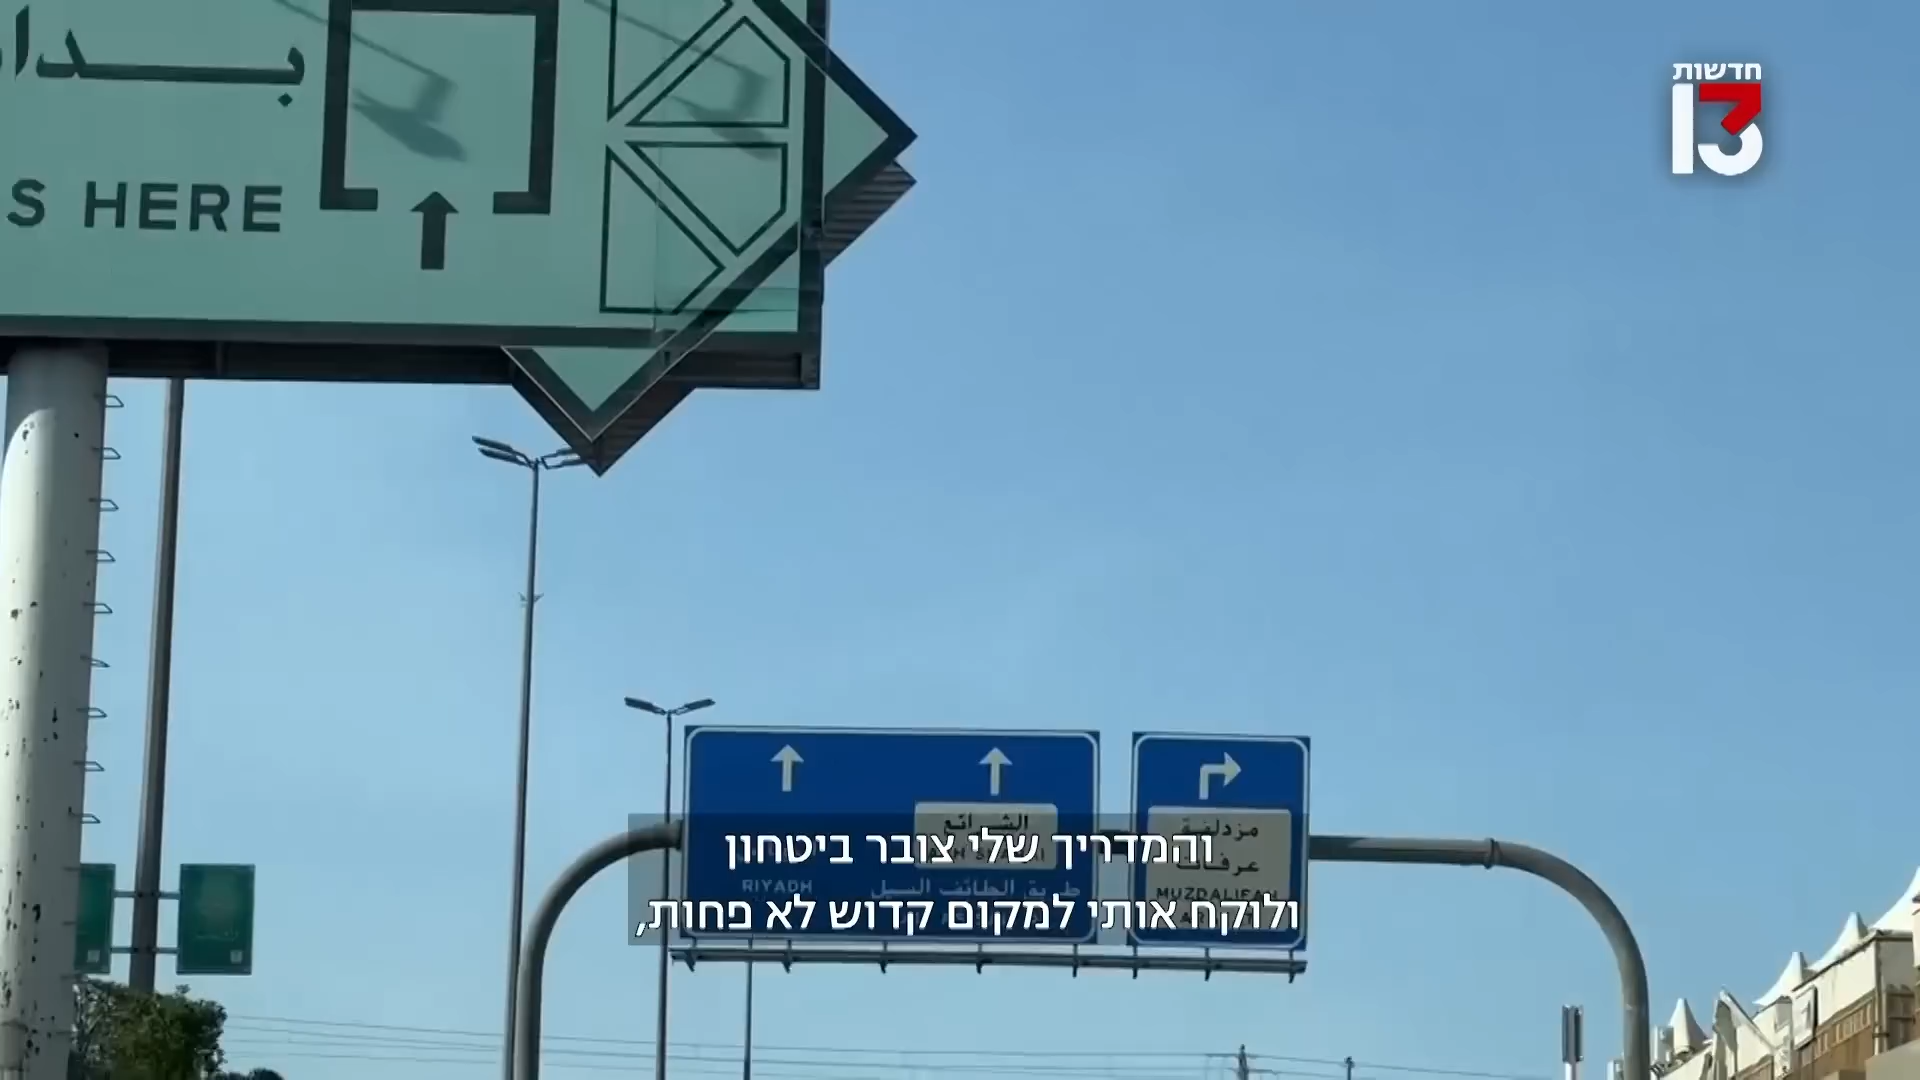 חדשות
13
S HERE
الشرائع
مزدلفة
عرفات
RIYADH
طريق الطائف السيل
MUZDALIFAH
והמדריך שלי צובר ביטחון
ולוקח אותי למקום קדוש לא פחות,